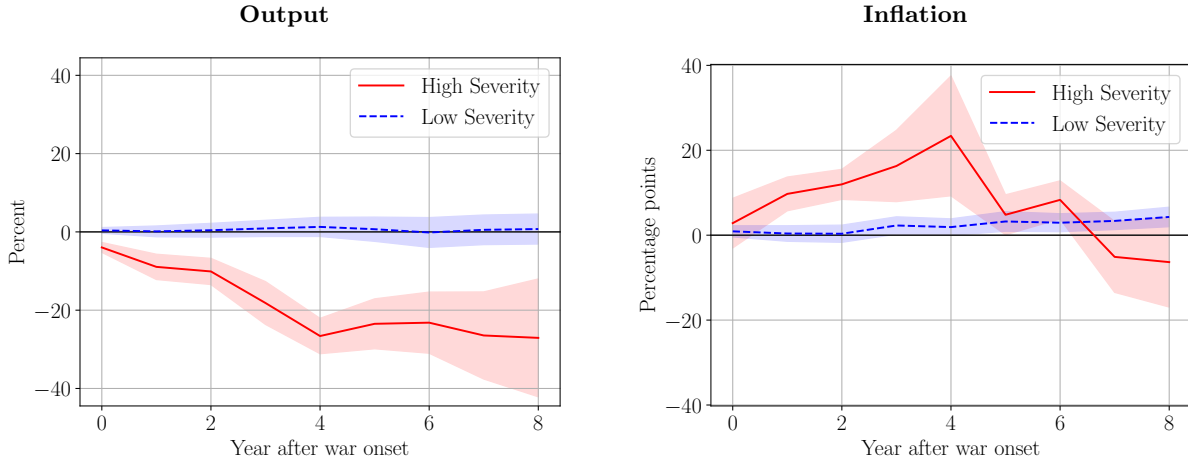 Output
Inflation
High Severity
Low Severity
Percent
40
20
0
−20
−40
0 2 4 6 8
Year after war onset
High Severity
Low Severity
Percentage points
40
20
0
−20
−40
0 2 4 6 8
Year after war onset